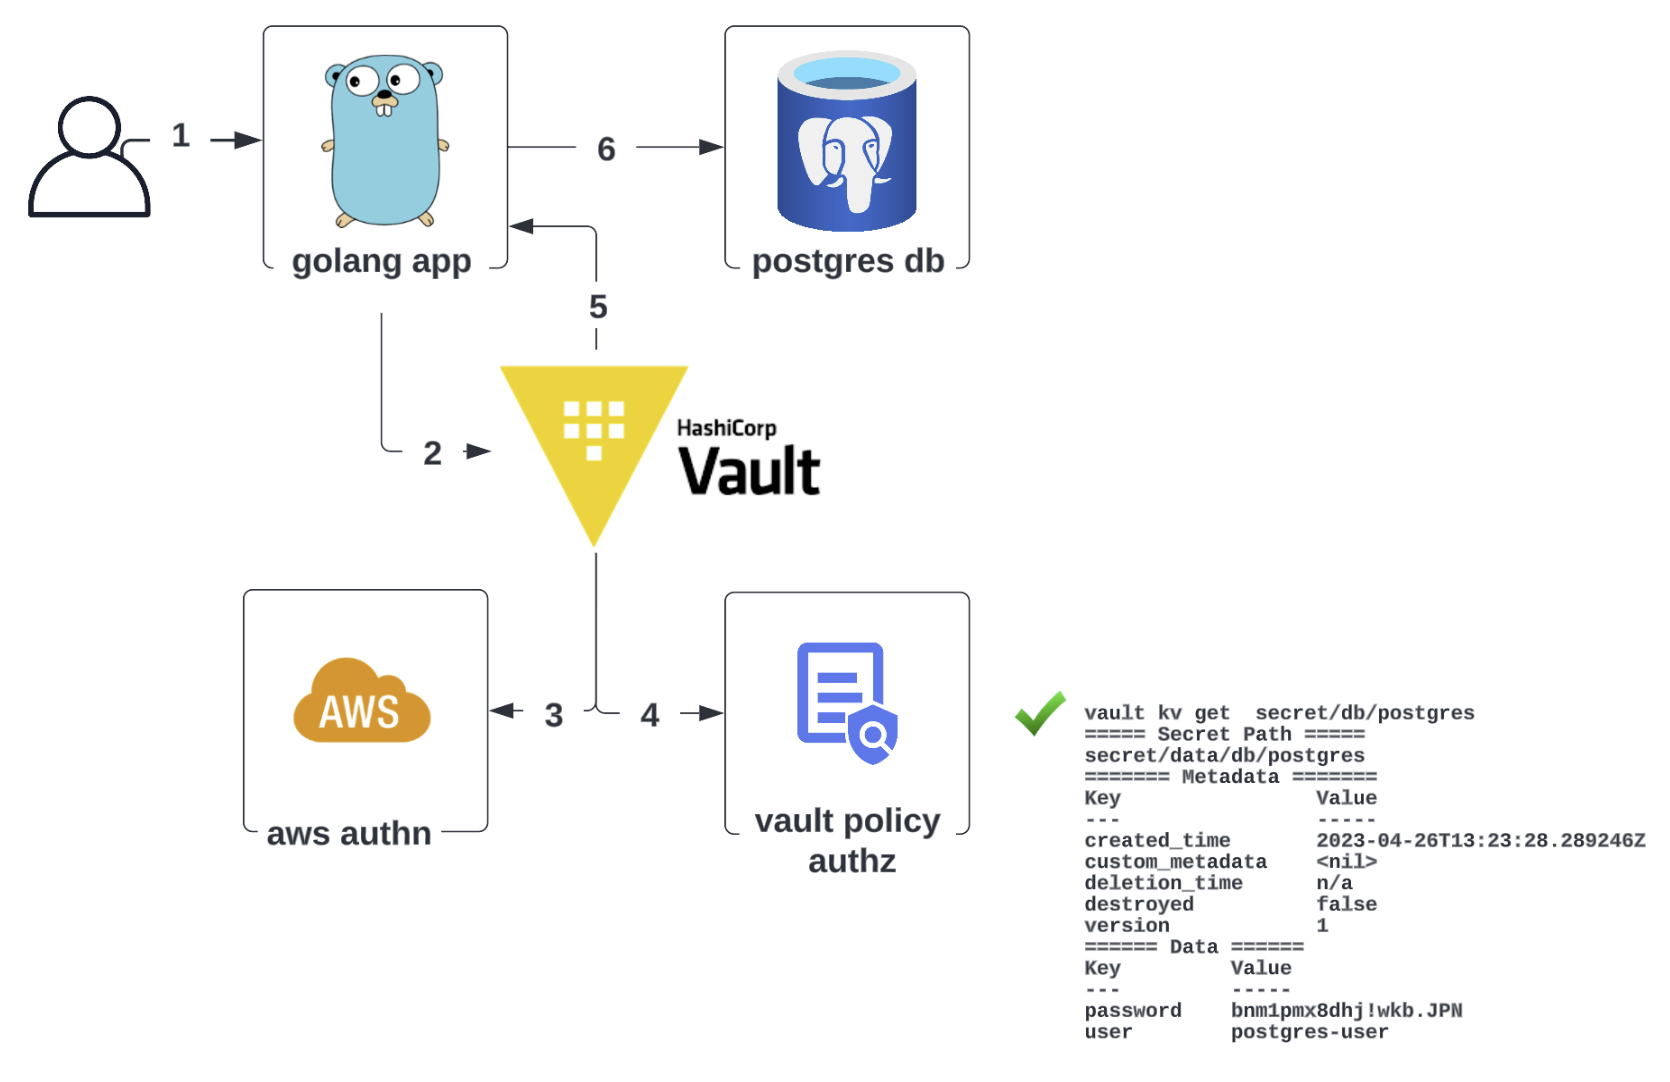 1
golang app
6
postgres db
5
2
HashiCorp
Vault
AWS
aws authn
3
4
vault policy
authz
vault kv get  secret/db/postgres
===== Secret Path =====
secret/data/db/postgres
======= Metadata =======
Key                Value
---                -----
created_time       2023-04-26T13:23:28.289246Z
custom_metadata    <nil>
deletion_time      n/a
destroyed          false
version            1
====== Data ======
Key         Value
---         -----
password    bnm1pmx8dhj!wkb.JPN
user        postgres-user